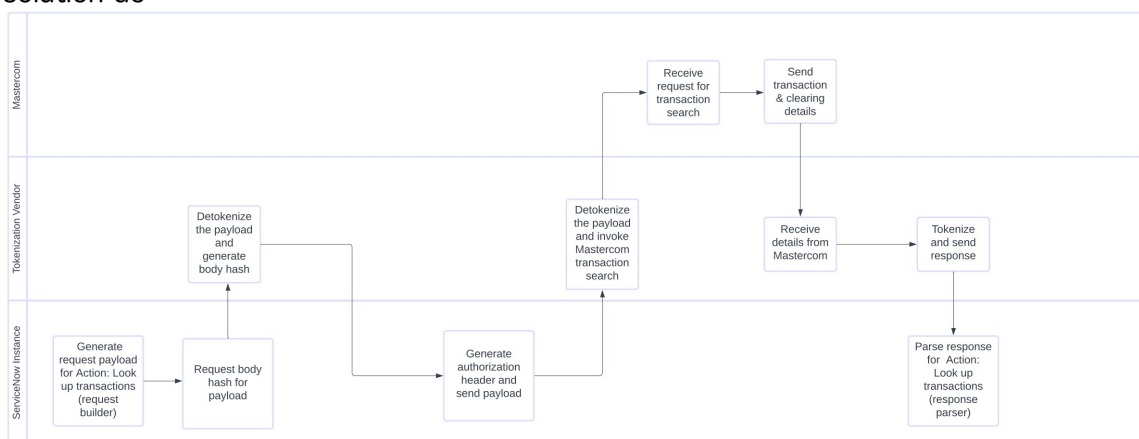 Mastercom
Receive
request for
transaction
search
Send
transaction
& clearing
details
Tokenization Vendor
Detokenize
the payload
and
generate
body hash
Detokenize
the payload
and invoke
Mastercom
transaction
search
Receive
details from
Mastercom
Tokenize
and send
response
ServiceNow Instance
Generate
request payload
for Action: Look
up transactions
(request
builder)
Request body
hash for
payload
Generate
authorization
header and
send payload
Parse response
for Action:
Look up
transactions
(response
parser)